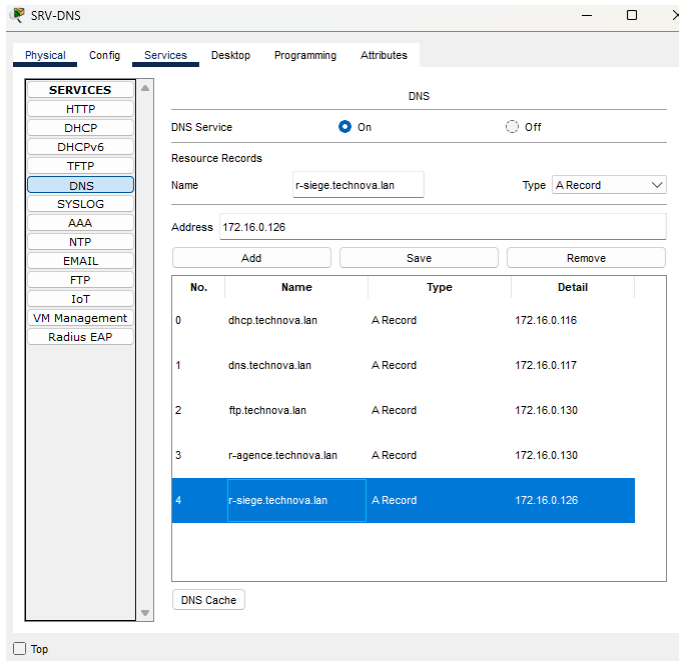 SRV-DNS
Physical Config Services Desktop Programming Attributes
SERVICES
HTTP
DHCP
DHCPv6
TFTP
DNS
SYSLOG
AAA
NTP
EMAIL
FTP
IoT
VM Management
Radius EAP
DNS
DNS Service On Off
Resource Records
Name r-siege.technova.lan Type A Record
Address 172.16.0.126
Add Save Remove
No. Name Type Detail
0 dhcp.technova.lan A Record 172.16.0.116
1 dns.technova.lan A Record 172.16.0.117
2 ftp.technova.lan A Record 172.16.0.130
3 r-agence.technova.lan A Record 172.16.0.130
4 r-siege.technova.lan A Record 172.16.0.126
DNS Cache
Top